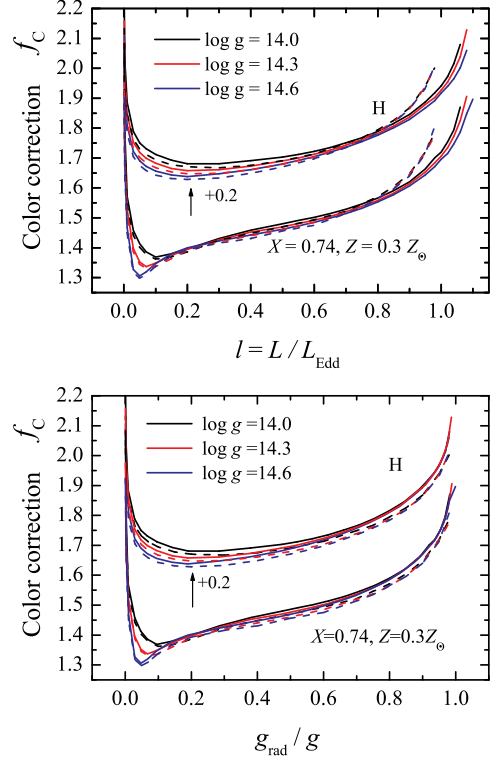 2.2
2.1
2.0
1.9
1.8
1.7
1.6
1.5
1.4
1.3
Color correction f_C
log g = 14.0
log g = 14.3
log g = 14.6
H
+0.2
X = 0.74, Z = 0.3 Z_⊙
0.0 0.2 0.4 0.6 0.8 1.0
l = L / L_Edd
2.2
2.1
2.0
1.9
1.8
1.7
1.6
1.5
1.4
1.3
Color correction f_C
log g =14.0
log g =14.3
log g =14.6
H
+0.2
X=0.74, Z=0.3Z_⊙
0.0 0.2 0.4 0.6 0.8 1.0
g_rad / g